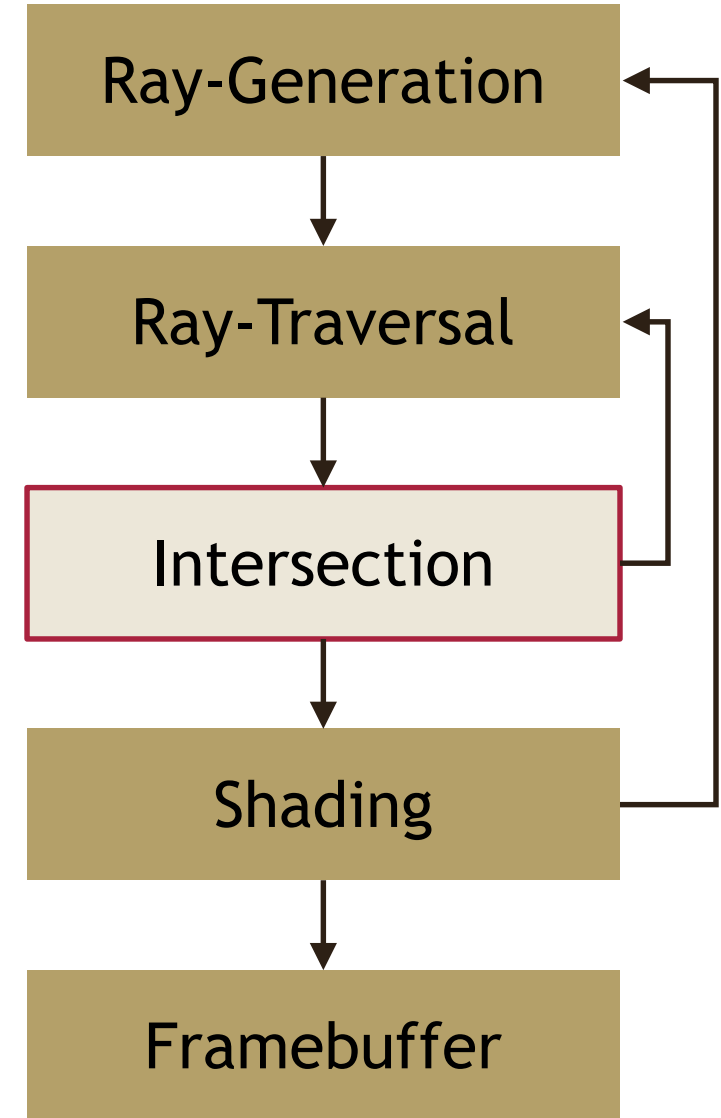 Ray-Generation
Ray-Traversal
Intersection
Shading
Framebuffer